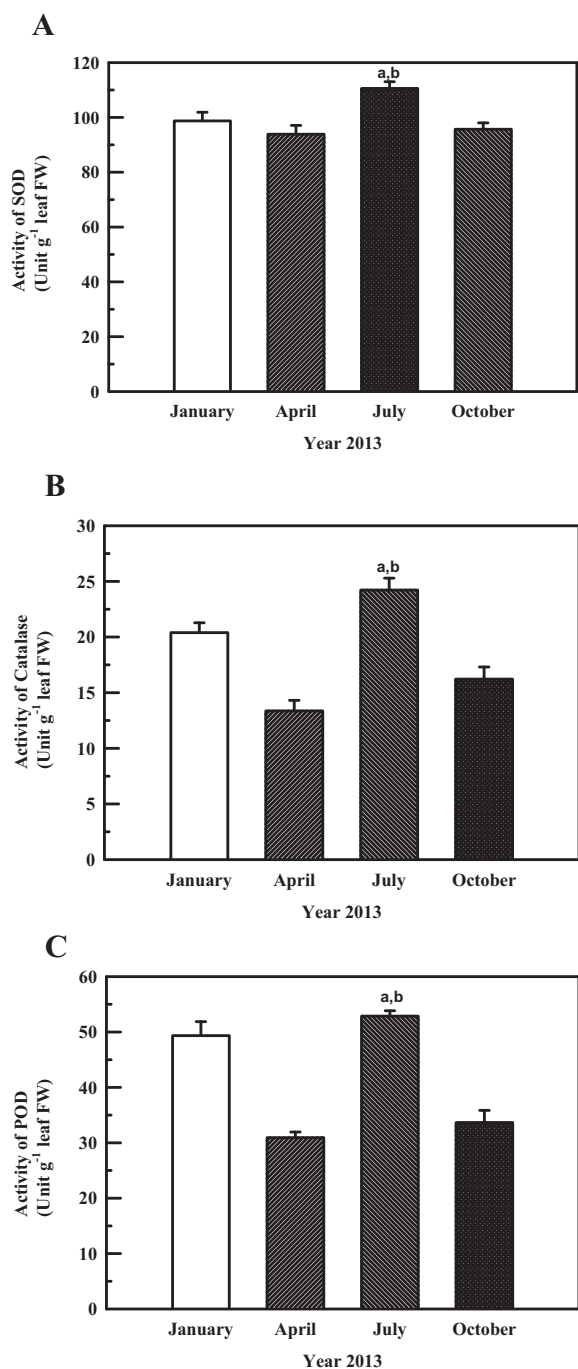 A
Activity of SOD
(Unit g⁻¹ leaf FW)
120
100
80
60
40
20
0
a,b
January April July October
Year 2013
B
Activity of Catalase
(Unit g⁻¹ leaf FW)
30
25
20
15
10
5
0
a,b
January April July October
Year 2013
C
Activity of POD
(Unit g⁻¹ leaf FW)
60
50
40
30
20
10
0
a,b
January April July October
Year 2013